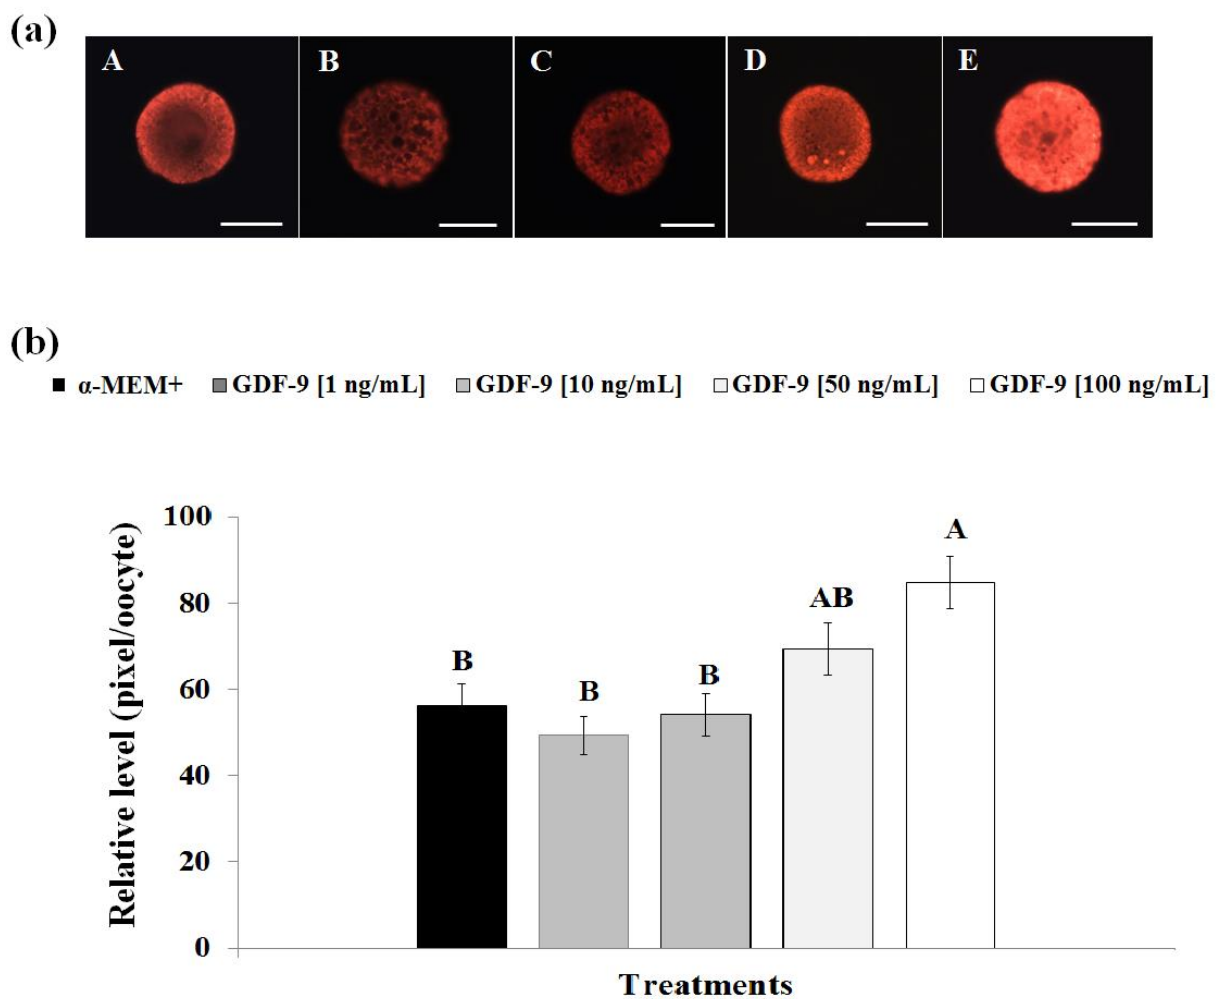 (a)
A B C D E
(b)
α-MEM+ GDF-9 [1 ng/mL] GDF-9 [10 ng/mL] GDF-9 [50 ng/mL] GDF-9 [100 ng/mL]
100
80
60
40
20
0
Relative level (pixel/oocyte)
B B B AB A
Treatments